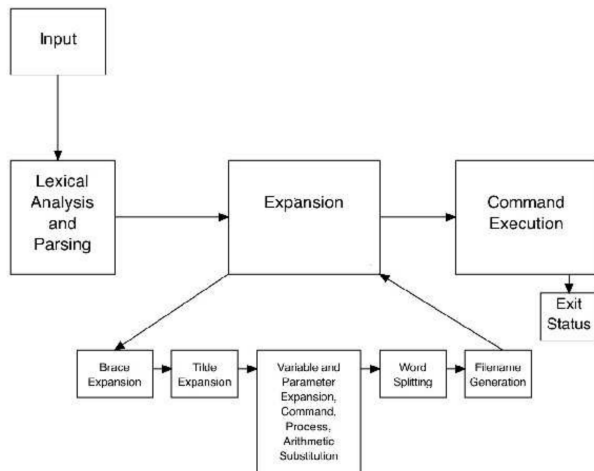 Input
Lexical
Analysis
and
Parsing
Expansion
Command
Execution
Exit
Status
Brace
Expansion
Tilde
Expansion
Variable and
Parameter
Expansion,
Command,
Process,
Arithmetic
Substitution
Word
Splitting
Filename
Generation